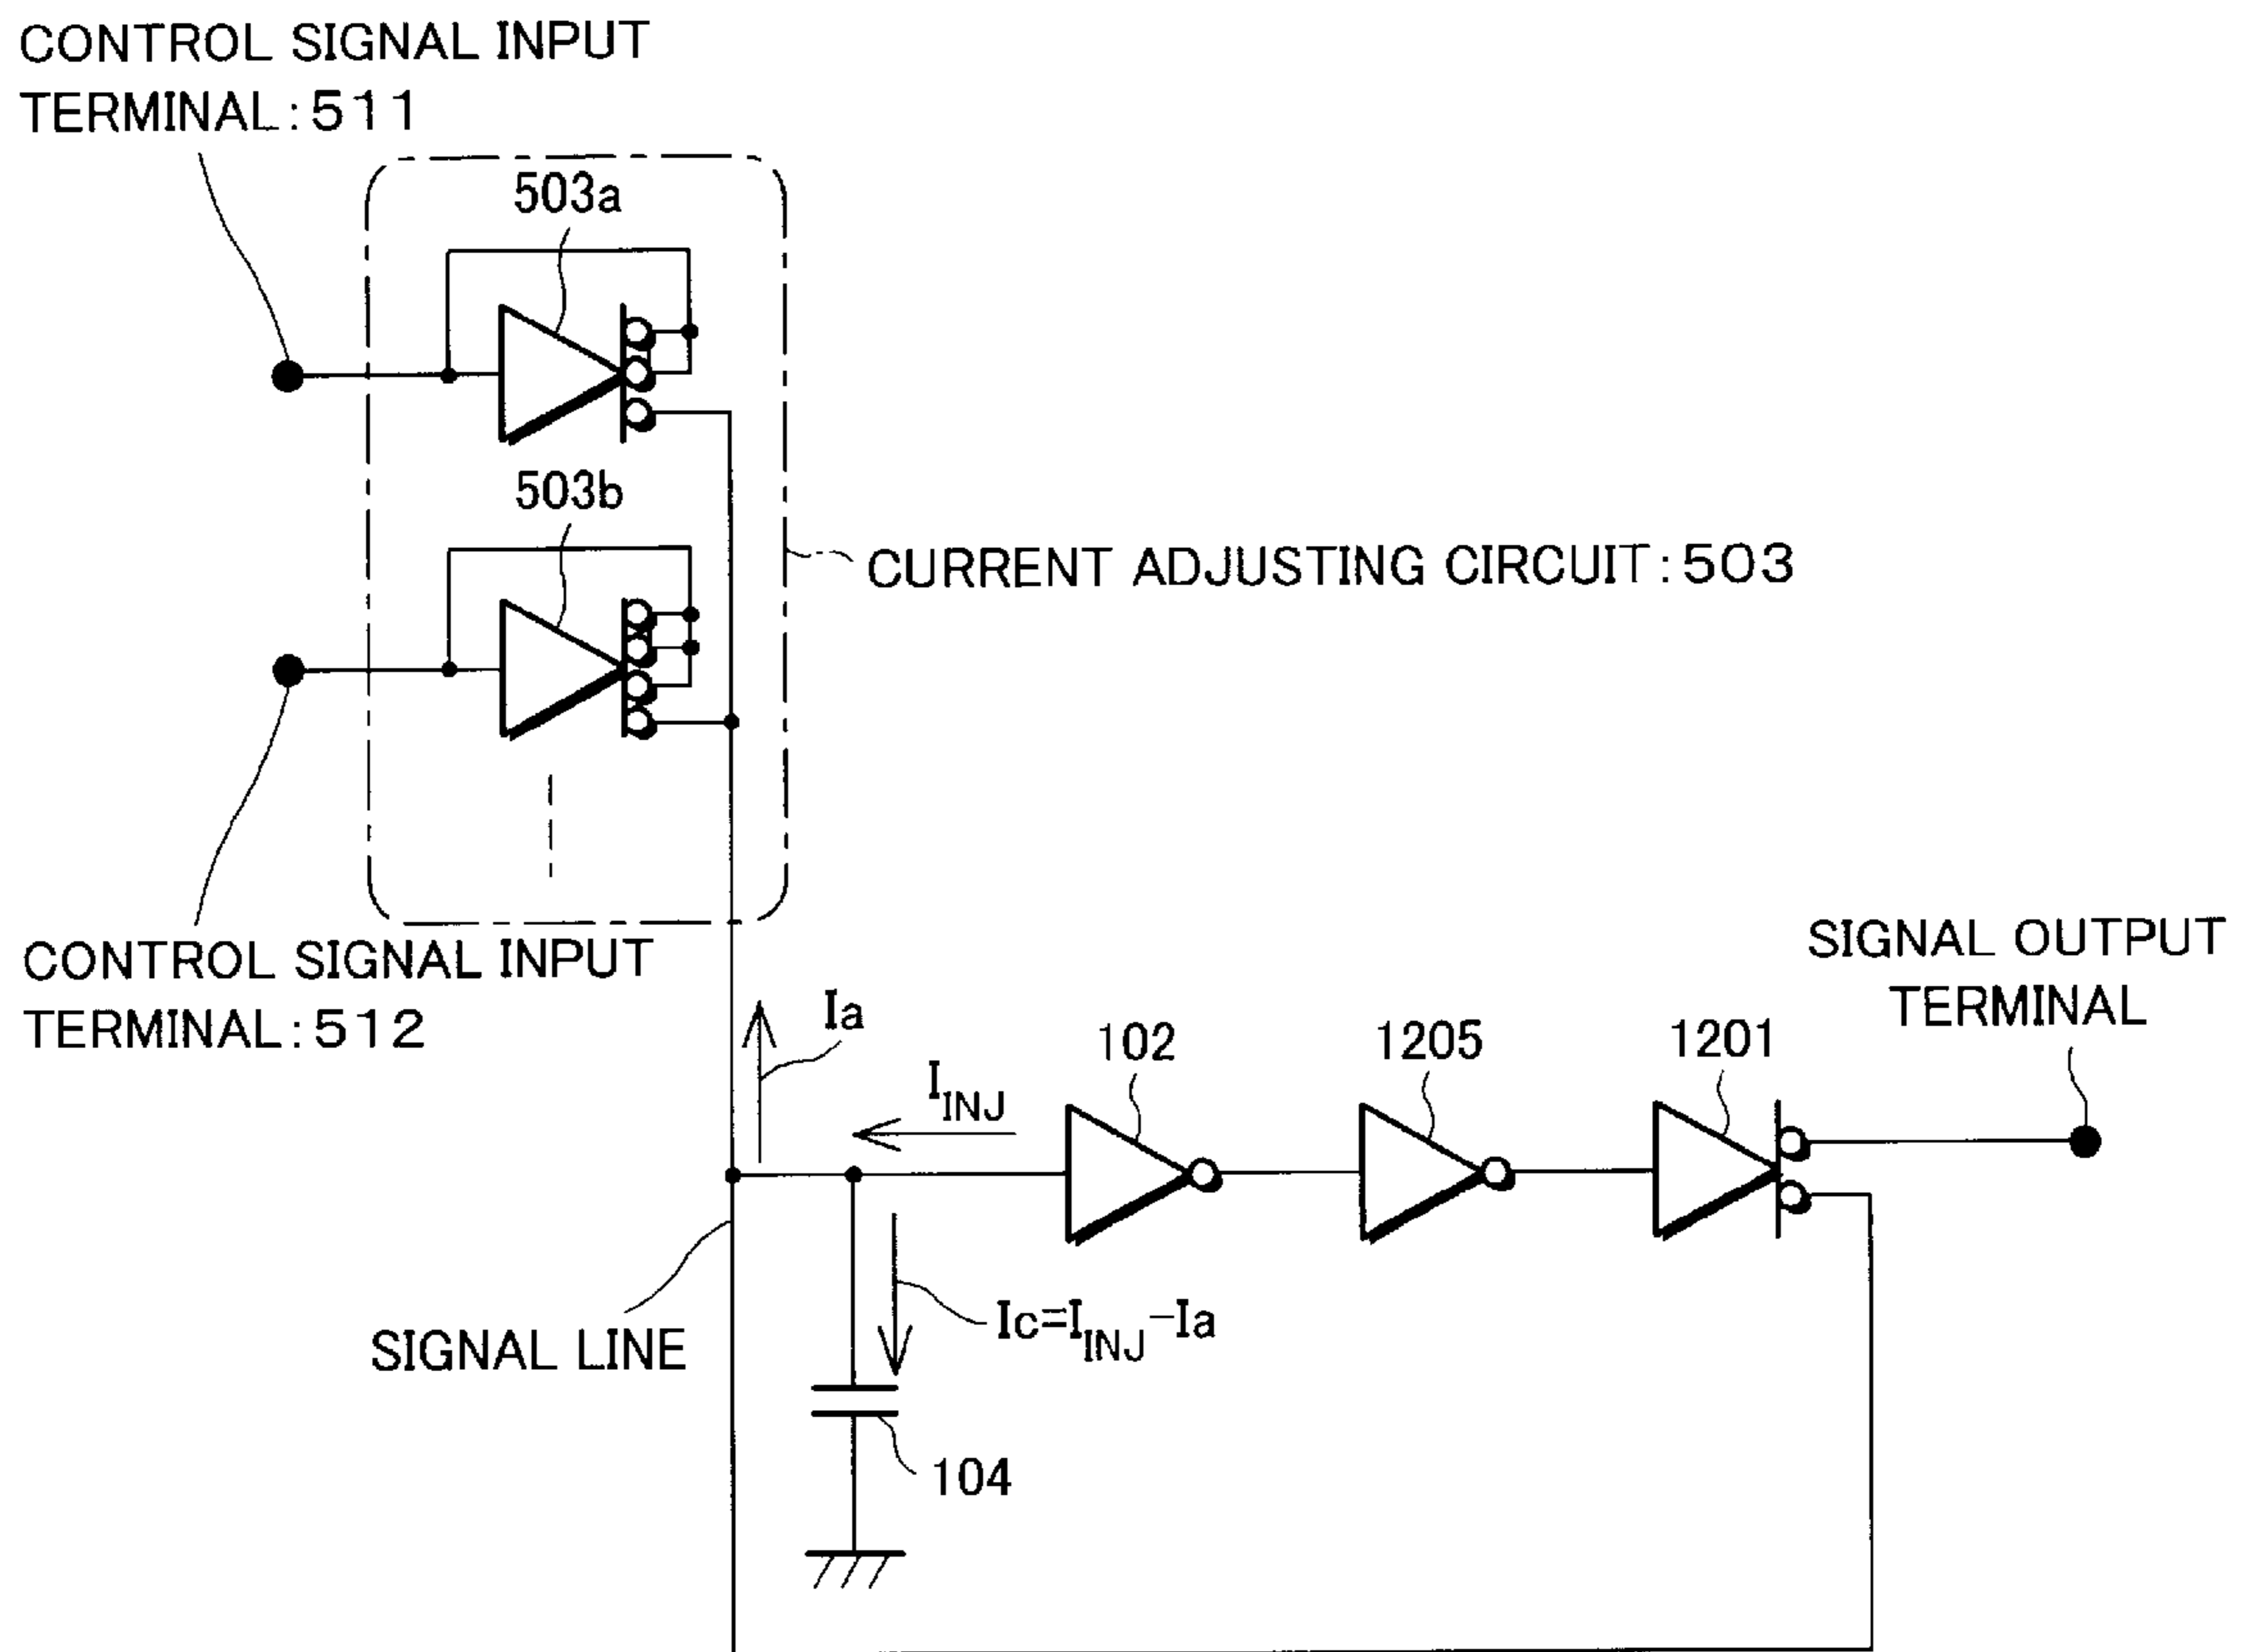 CONTROL SIGNAL INPUT
TERMINAL:511
503a
503b
CURRENT ADJUSTING CIRCUIT:503
CONTROL SIGNAL INPUT
TERMINAL:512
SIGNAL OUTPUT
TERMINAL
Ia
I_INJ
102
1205
1201
SIGNAL LINE
Ic=I_INJ-Ia
104